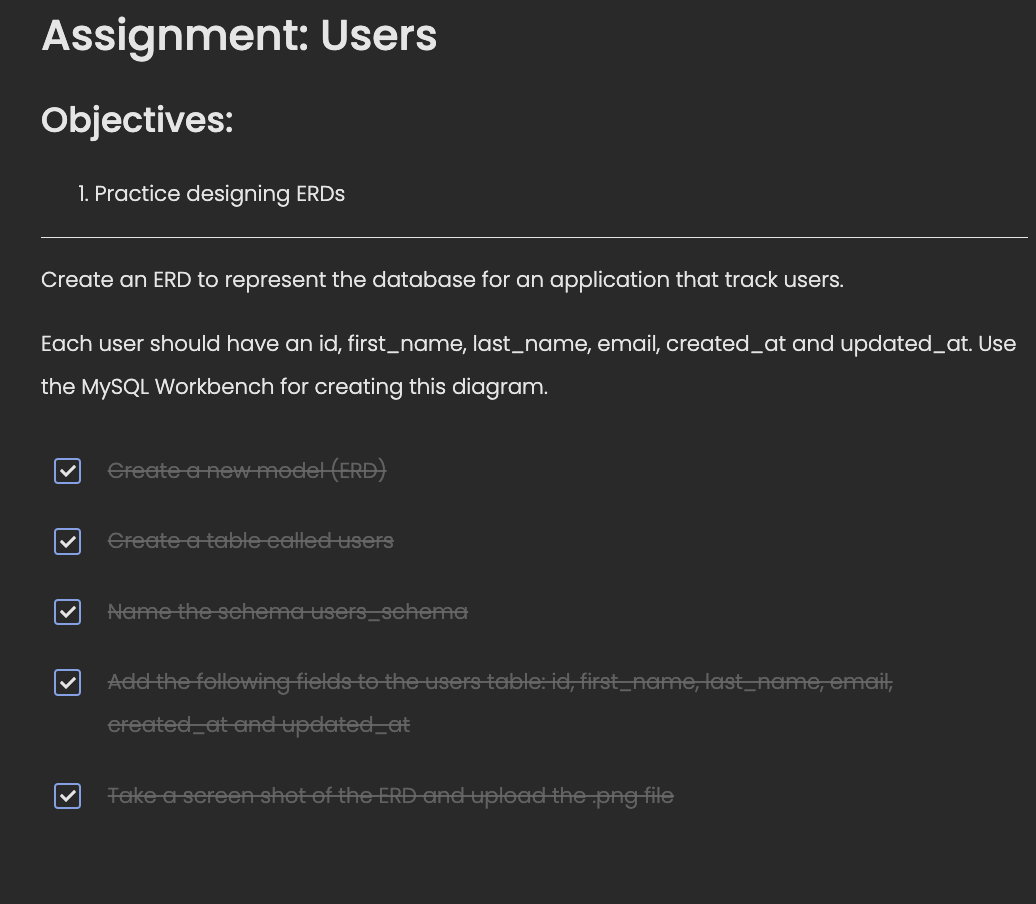 Assignment: Users
Objectives:
1. Practice designing ERDs
Create an ERD to represent the database for an application that track users.
Each user should have an id, first_name, last_name, email, created_at and updated_at. Use
the MySQL Workbench for creating this diagram.
Create a new model (ERD)
Create a table called users
Name the schema users_schema
Add the following fields to the users table: id, first_name, last_name, email,
created_at and updated_at
Take a screen shot of the ERD and upload the .png file